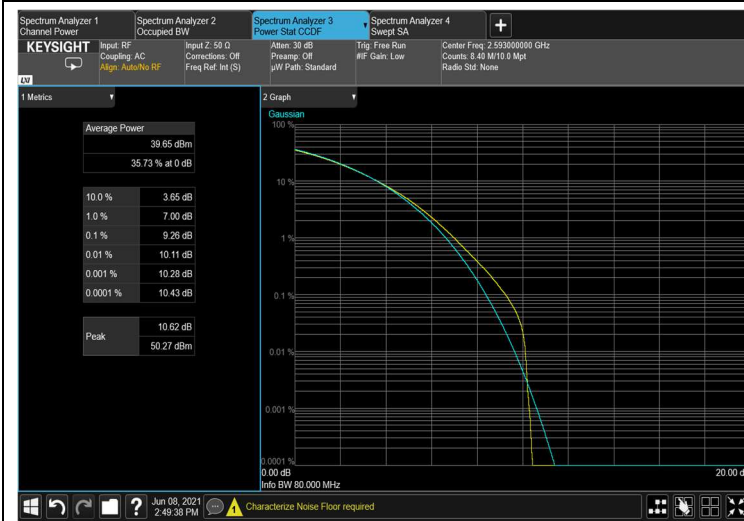 Spectrum Analyzer 1
Channel Power
Spectrum Analyzer 2
Occupied BW
Spectrum Analyzer 3
Power Stat CCDF
Spectrum Analyzer 4
Swept SA
KEYSIGHT
LXI
Input: RF
Coupling: AC
Align: Auto/No RF
Input Z: 50 Ω
Corrections: Off
Freq Ref: Int (S)
Atten: 30 dB
Preamp: Off
µW Path: Standard
Trig: Free Run
#IF Gain: Low
Center Freq: 2.593000000 GHz
Counts: 8.40 M/10.0 Mpt
Radio Std: None
1 Metrics
Average Power
39.65 dBm
35.73 % at 0 dB
10.0 % 3.65 dB
1.0 % 7.00 dB
0.1 % 9.26 dB
0.01 % 10.11 dB
0.001 % 10.28 dB
0.0001 % 10.43 dB
Peak
10.62 dB
50.27 dBm
2 Graph
Gaussian
100 %
10 %
1 %
0.1 %
0.01 %
0.001 %
0.0001 %
0.00 dB
20.00 d
Info BW 80.000 MHz
?
Jun 08, 2021
2:49:38 PM
1
Characterize Noise Floor required